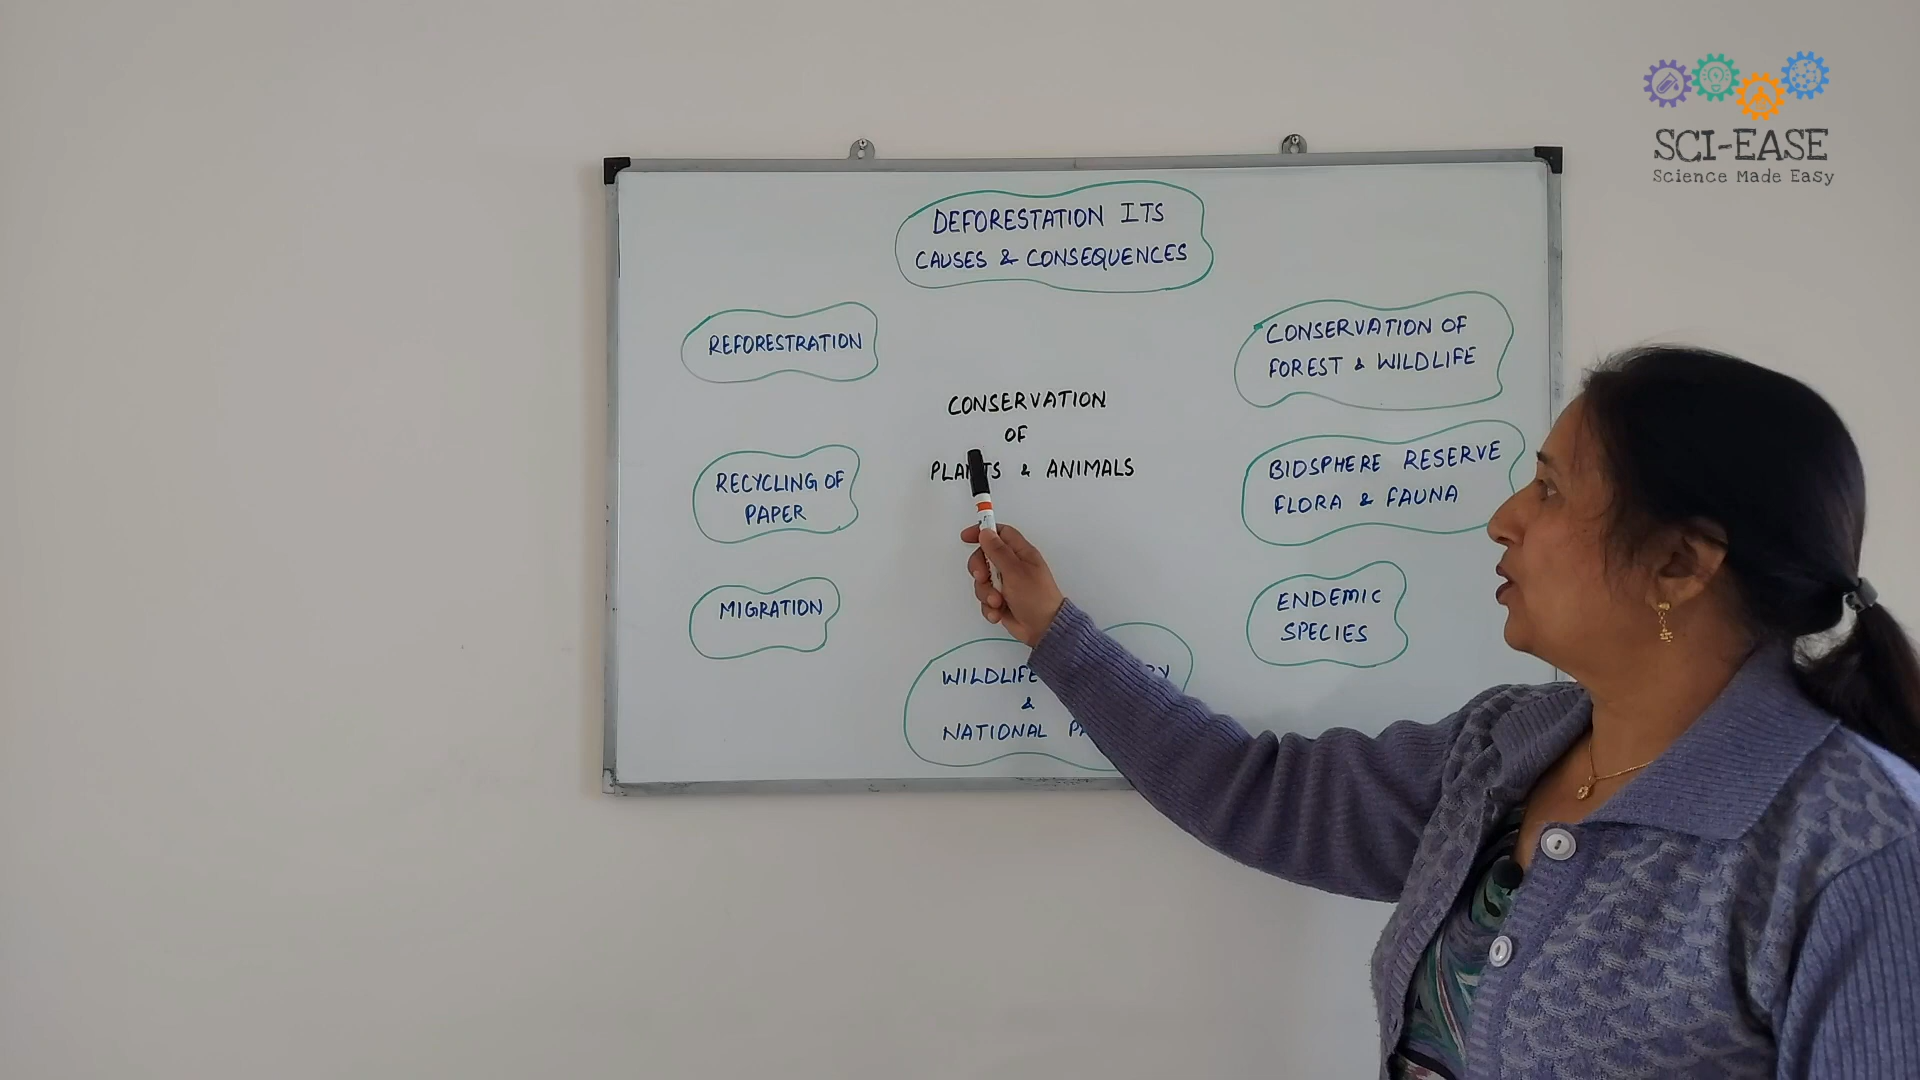 SCI-EASE
Science Made Easy
DEFORESTATION ITS
CAUSES & CONSEQUENCES
REFORESTRATION
CONSERVATION OF
FOREST & WILDLIFE
CONSERVATION
OF
PLANTS & ANIMALS
RECYCLING OF
PAPER
BIOSPHERE RESERVE
FLORA & FAUNA
MIGRATION
ENDEMIC
SPECIES
WILDLIFE
&
NATIONAL